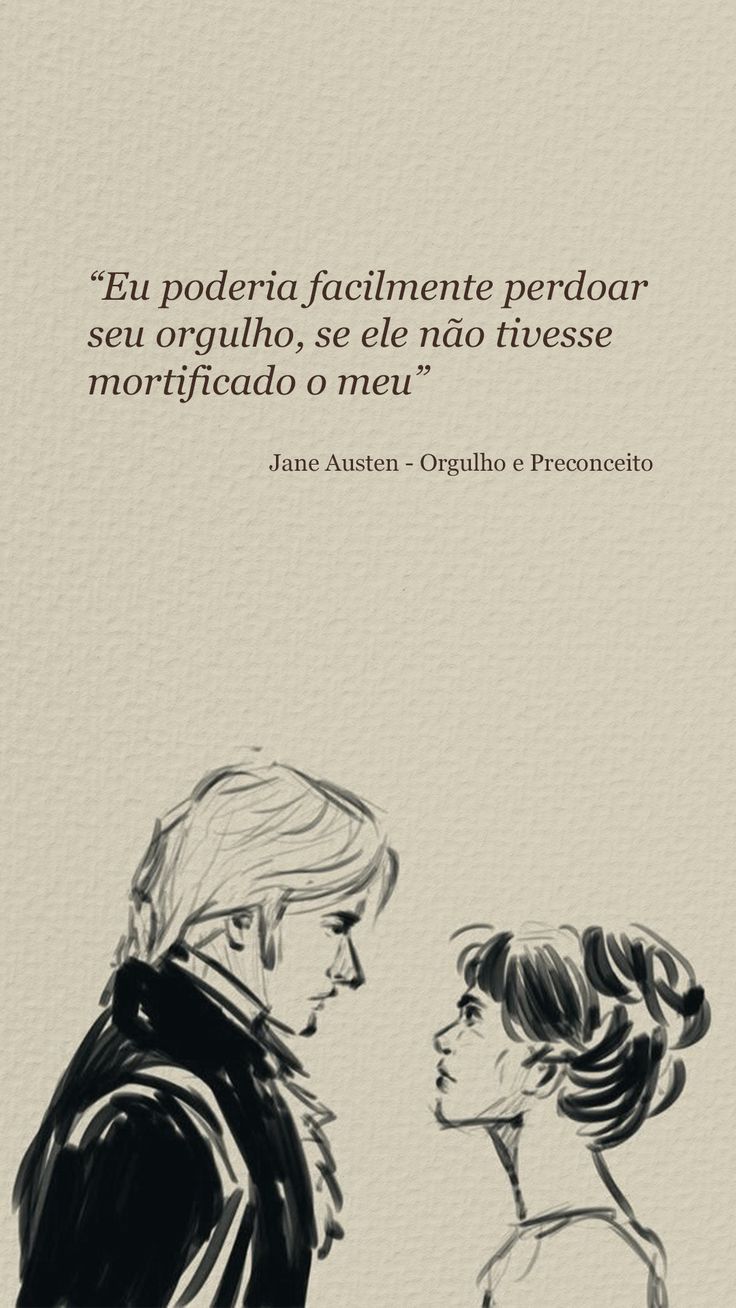 “Eu poderia facilmente perdoar
seu orgulho, se ele não tivesse
mortificado o meu”
Jane Austen - Orgulho e Preconceito